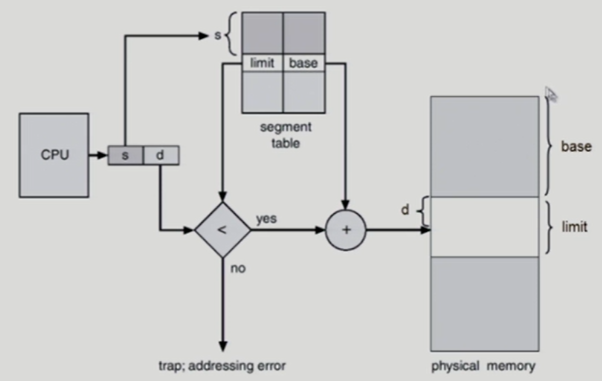 s
limit base
segment
table
CPU
s d
base
d
limit
<
yes
+
no
trap; addressing error
physical memory